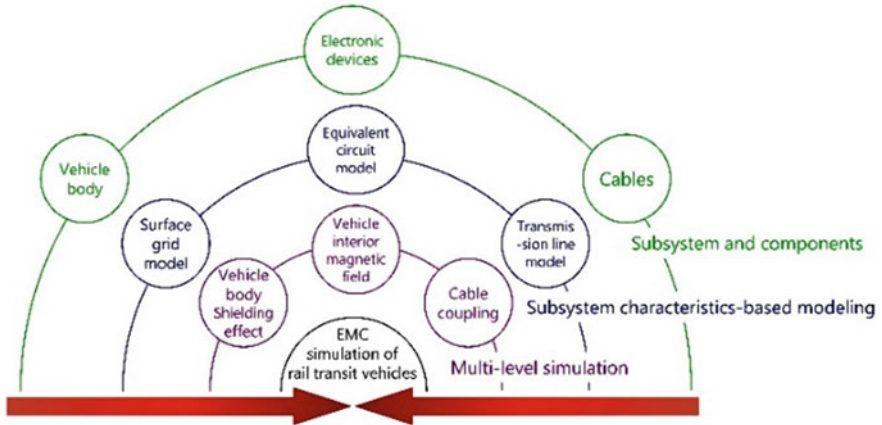 Electronic
devices
Equivalent
circuit
model
Vehicle
body
Cables
Surface
grid
model
Vehicle
interior
magnetic
field
Transmis
-sion line
model
Subsystem and components
Vehicle
body
Shielding
effect
Cable
coupling
Subsystem characteristics-based modeling
EMC
simulation of
rail transit vehicles
Multi-level simulation